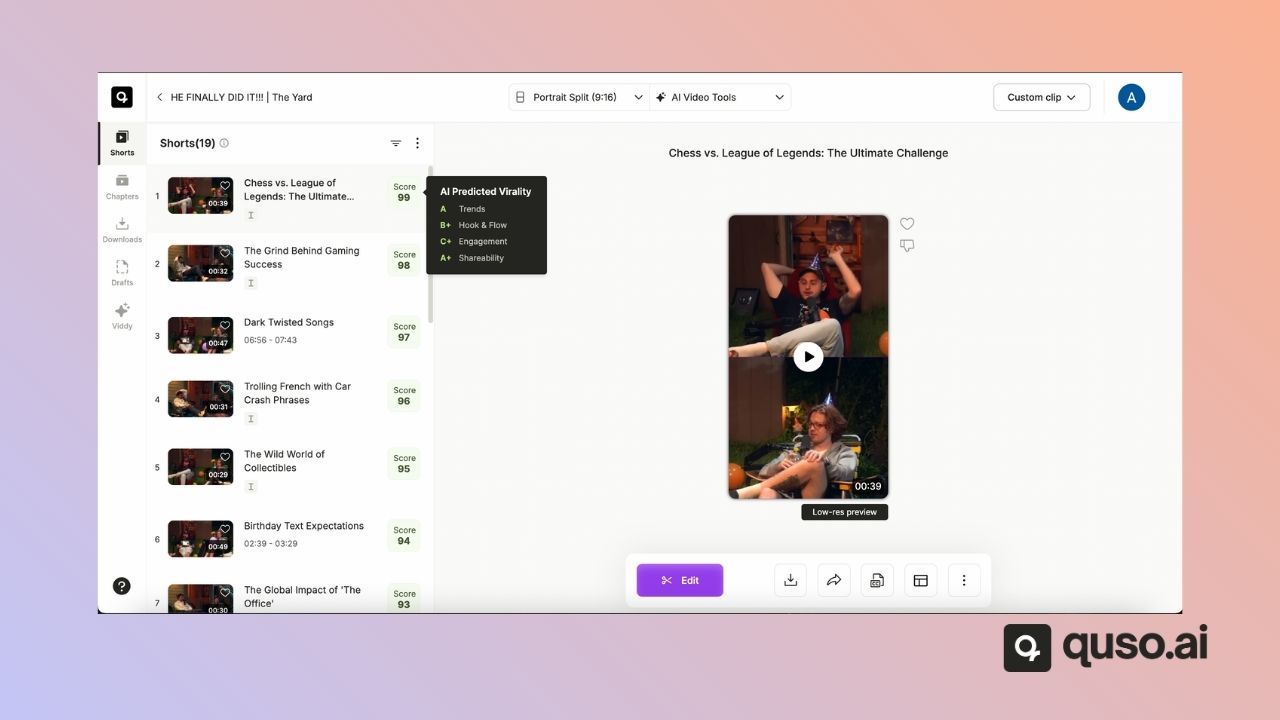 HE FINALLY DID IT!!! | The Yard
Portrait Split (9:16)
AI Video Tools
Custom clip
A
Shorts
Chapters
Downloads
Drafts
Viddy
Shorts(19)
1
00:39
Chess vs. League of
Legends: The Ultimate...
Score
99
AI Predicted Virality
A Trends
B+ Hook & Flow
C+ Engagement
A+ Shareability
2
00:32
The Grind Behind Gaming
Success
Score
98
3
00:47
Dark Twisted Songs
06:56 - 07:43
Score
97
4
00:31
Trolling French with Car
Crash Phrases
Score
96
5
00:29
The Wild World of
Collectibles
Score
95
6
00:49
Birthday Text Expectations
02:39 - 03:29
Score
94
7
00:30
The Global Impact of 'The
Office'
Score
93
Chess vs. League of Legends: The Ultimate Challenge
00:39
Low-res preview
Edit
CC
?
quso.ai